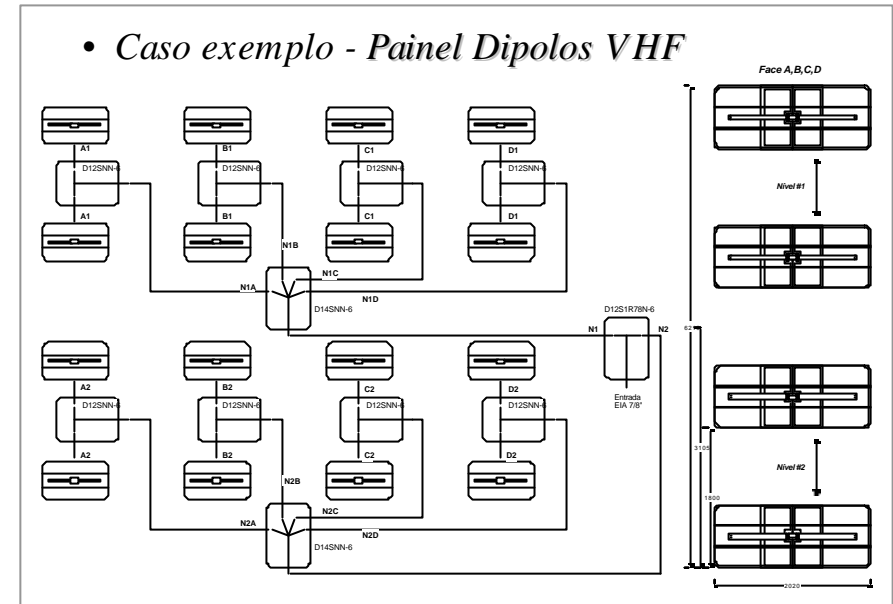 • Caso exemplo - Painel Dipolos VHF
Face A,B,C,D
A1 B1 C1 D1
D12SNN-6 D12SNN-6 D12SNN-6 D12SNN-6
A1 B1 C1 D1
Nível #1
N1B
N1C
N1A
N1D
D14SNN-6
D12S1R78N-6
N1 N2
Entrada
EIA 7/8"
A2 B2 C2 D2
D12SNN-6 D12SNN-6 D12SNN-6 D12SNN-6
A2 B2 C2 D2
3105
Nível #2
1800
N2B
N2C
N2A
N2D
D14SNN-6
2020